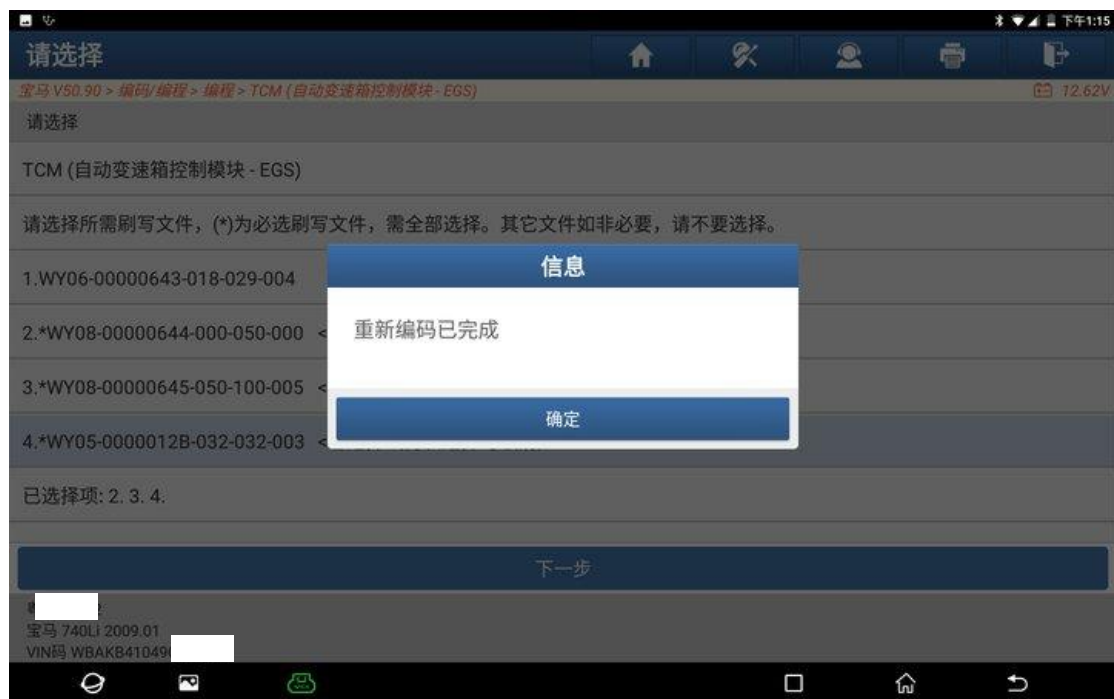 下午1:15
请选择
宝马 V50.90 > 编码/编程 > 编程 > TCM (自动变速箱控制模块 - EGS)
12.62V
请选择
TCM (自动变速箱控制模块 - EGS)
请选择所需刷写文件，(*)为必选刷写文件，需全部选择。其它文件如非必要，请不要选择。
信息
1.WY06-00000643-018-029-004
重新编码已完成
2.*WY08-00000644-000-050-000 <
3.*WY08-00000645-050-100-005 <
确定
4.*WY05-0000012B-032-032-003 <
已选择项: 2. 3. 4.
下一步
宝马 740Li 2009.01
VIN码 WBAKB41049